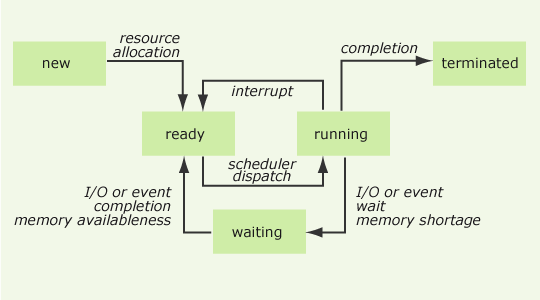 resource
allocation
new
completion
terminated
interrupt
ready
running
scheduler
dispatch
I/O or event
completion
memory availableness
I/O or event
wait
memory shortage
waiting